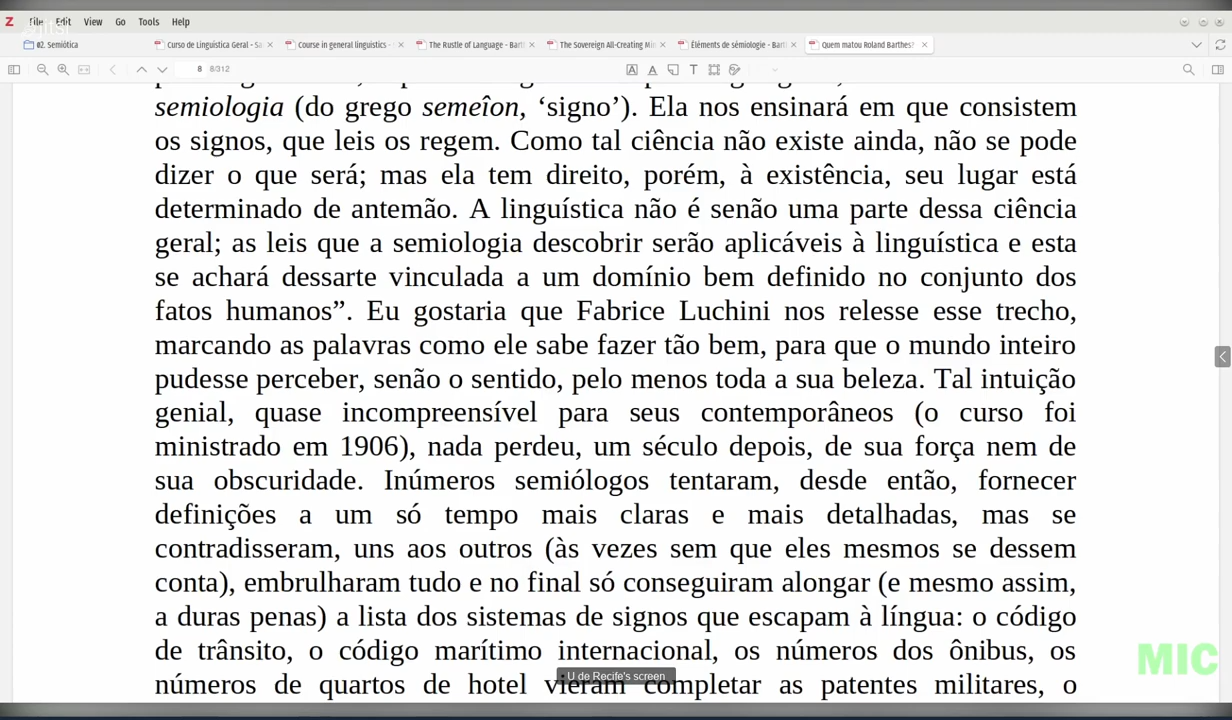 File Edit View Go Tools Help
#2. Semiótica
Curso de Linguística Geral - Sa
Course in general linguistics -
The Rustle of Language - Bart
The Sovereign All-Creating Min
Éléments de sémiologie - Bart
Quem matou Roland Barthes?
8 8/312
semiologia (do grego semeîon, ‘signo’). Ela nos ensinará em que consistem
os signos, que leis os regem. Como tal ciência não existe ainda, não se pode
dizer o que será; mas ela tem direito, porém, à existência, seu lugar está
determinado de antemão. A linguística não é senão uma parte dessa ciência
geral; as leis que a semiologia descobrir serão aplicáveis à linguística e esta
se achará dessarte vinculada a um domínio bem definido no conjunto dos
fatos humanos”. Eu gostaria que Fabrice Luchini nos relesse esse trecho,
marcando as palavras como ele sabe fazer tão bem, para que o mundo inteiro
pudesse perceber, senão o sentido, pelo menos toda a sua beleza. Tal intuição
genial, quase incompreensível para seus contemporâneos (o curso foi
ministrado em 1906), nada perdeu, um século depois, de sua força nem de
sua obscuridade. Inúmeros semiólogos tentaram, desde então, fornecer
definições a um só tempo mais claras e mais detalhadas, mas se
contradisseram, uns aos outros (às vezes sem que eles mesmos se dessem
conta), embrulharam tudo e no final só conseguiram alongar (e mesmo assim,
a duras penas) a lista dos sistemas de signos que escapam à língua: o código
de trânsito, o código marítimo internacional, os números dos ônibus, os
números de quartos de hotel vieram completar as patentes militares, o
U de Recife's screen
MIC